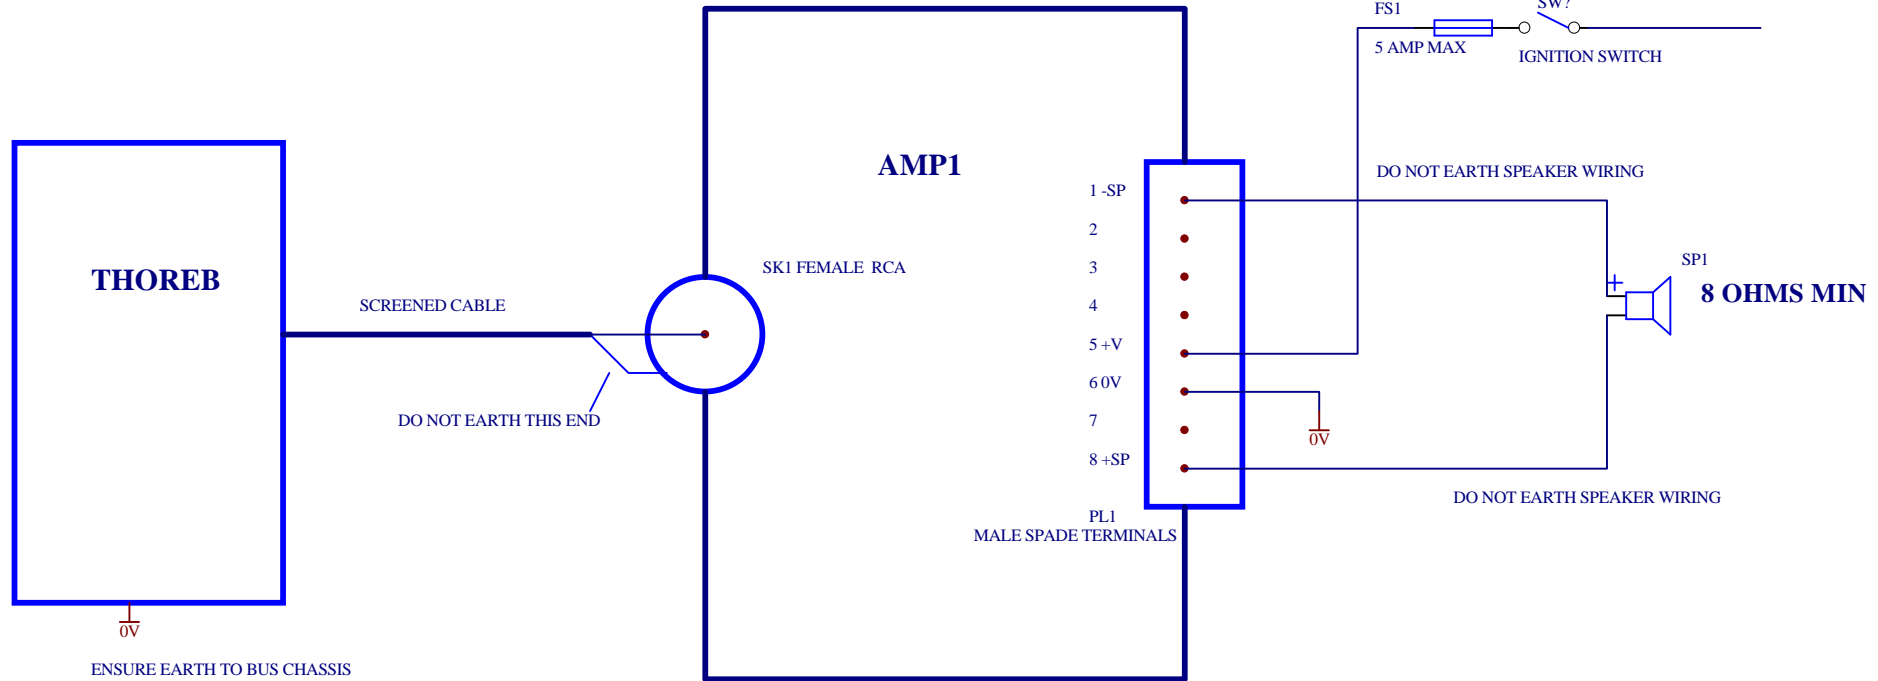 FS1
SW?
5 AMP MAX
IGNITION SWITCH
AMP1
DO NOT EARTH SPEAKER WIRING
1 -SP
2
3
4
5 +V
6 0V
7
8 +SP
THOREB
SK1 FEMALE RCA
SCREENED CABLE
SP1
+
8 OHMS MIN
DO NOT EARTH THIS END
0V
DO NOT EARTH SPEAKER WIRING
PL1
MALE SPADE TERMINALS
0V
ENSURE EARTH TO BUS CHASSIS